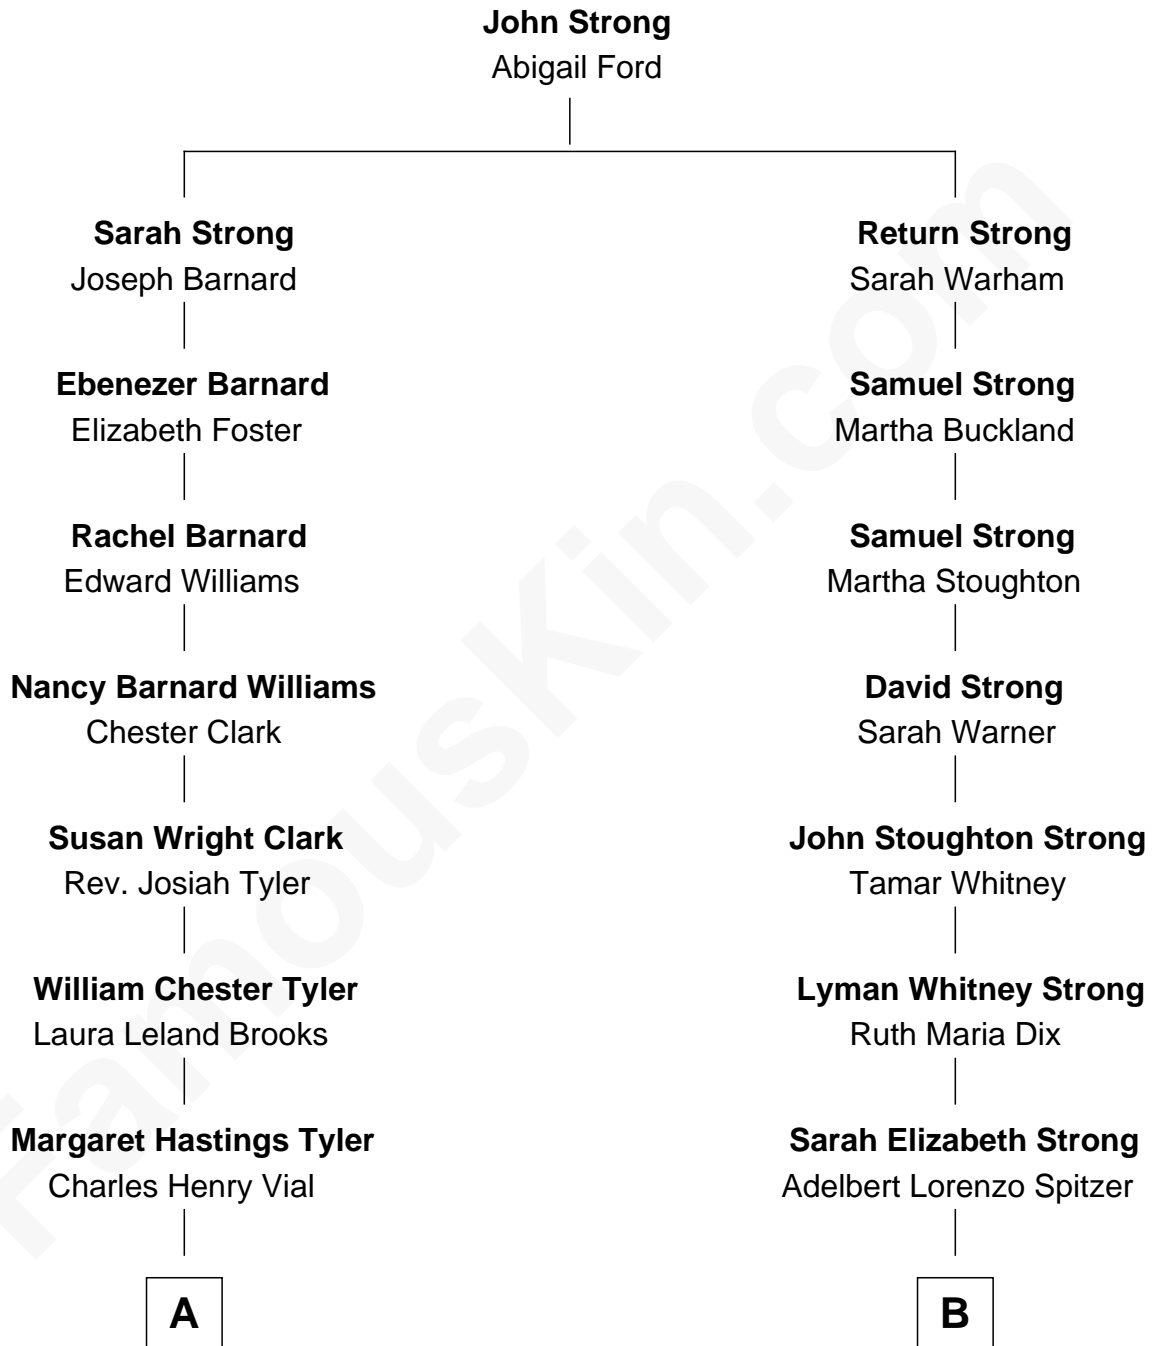 John Strong
Abigail Ford
Sarah Strong
Joseph Barnard
Return Strong
Sarah Warham
Ebenezer Barnard
Elizabeth Foster
Samuel Strong
Martha Buckland
Rachel Barnard
Edward Williams
Samuel Strong
Martha Stoughton
Nancy Barnard Williams
Chester Clark
David Strong
Sarah Warner
Susan Wright Clark
Rev. Josiah Tyler
John Stoughton Strong
Tamar Whitney
William Chester Tyler
Laura Leland Brooks
Lyman Whitney Strong
Ruth Maria Dix
Margaret Hastings Tyler
Charles Henry Vial
Sarah Elizabeth Strong
Adelbert Lorenzo Spitzer
A
B
FamousKin.com